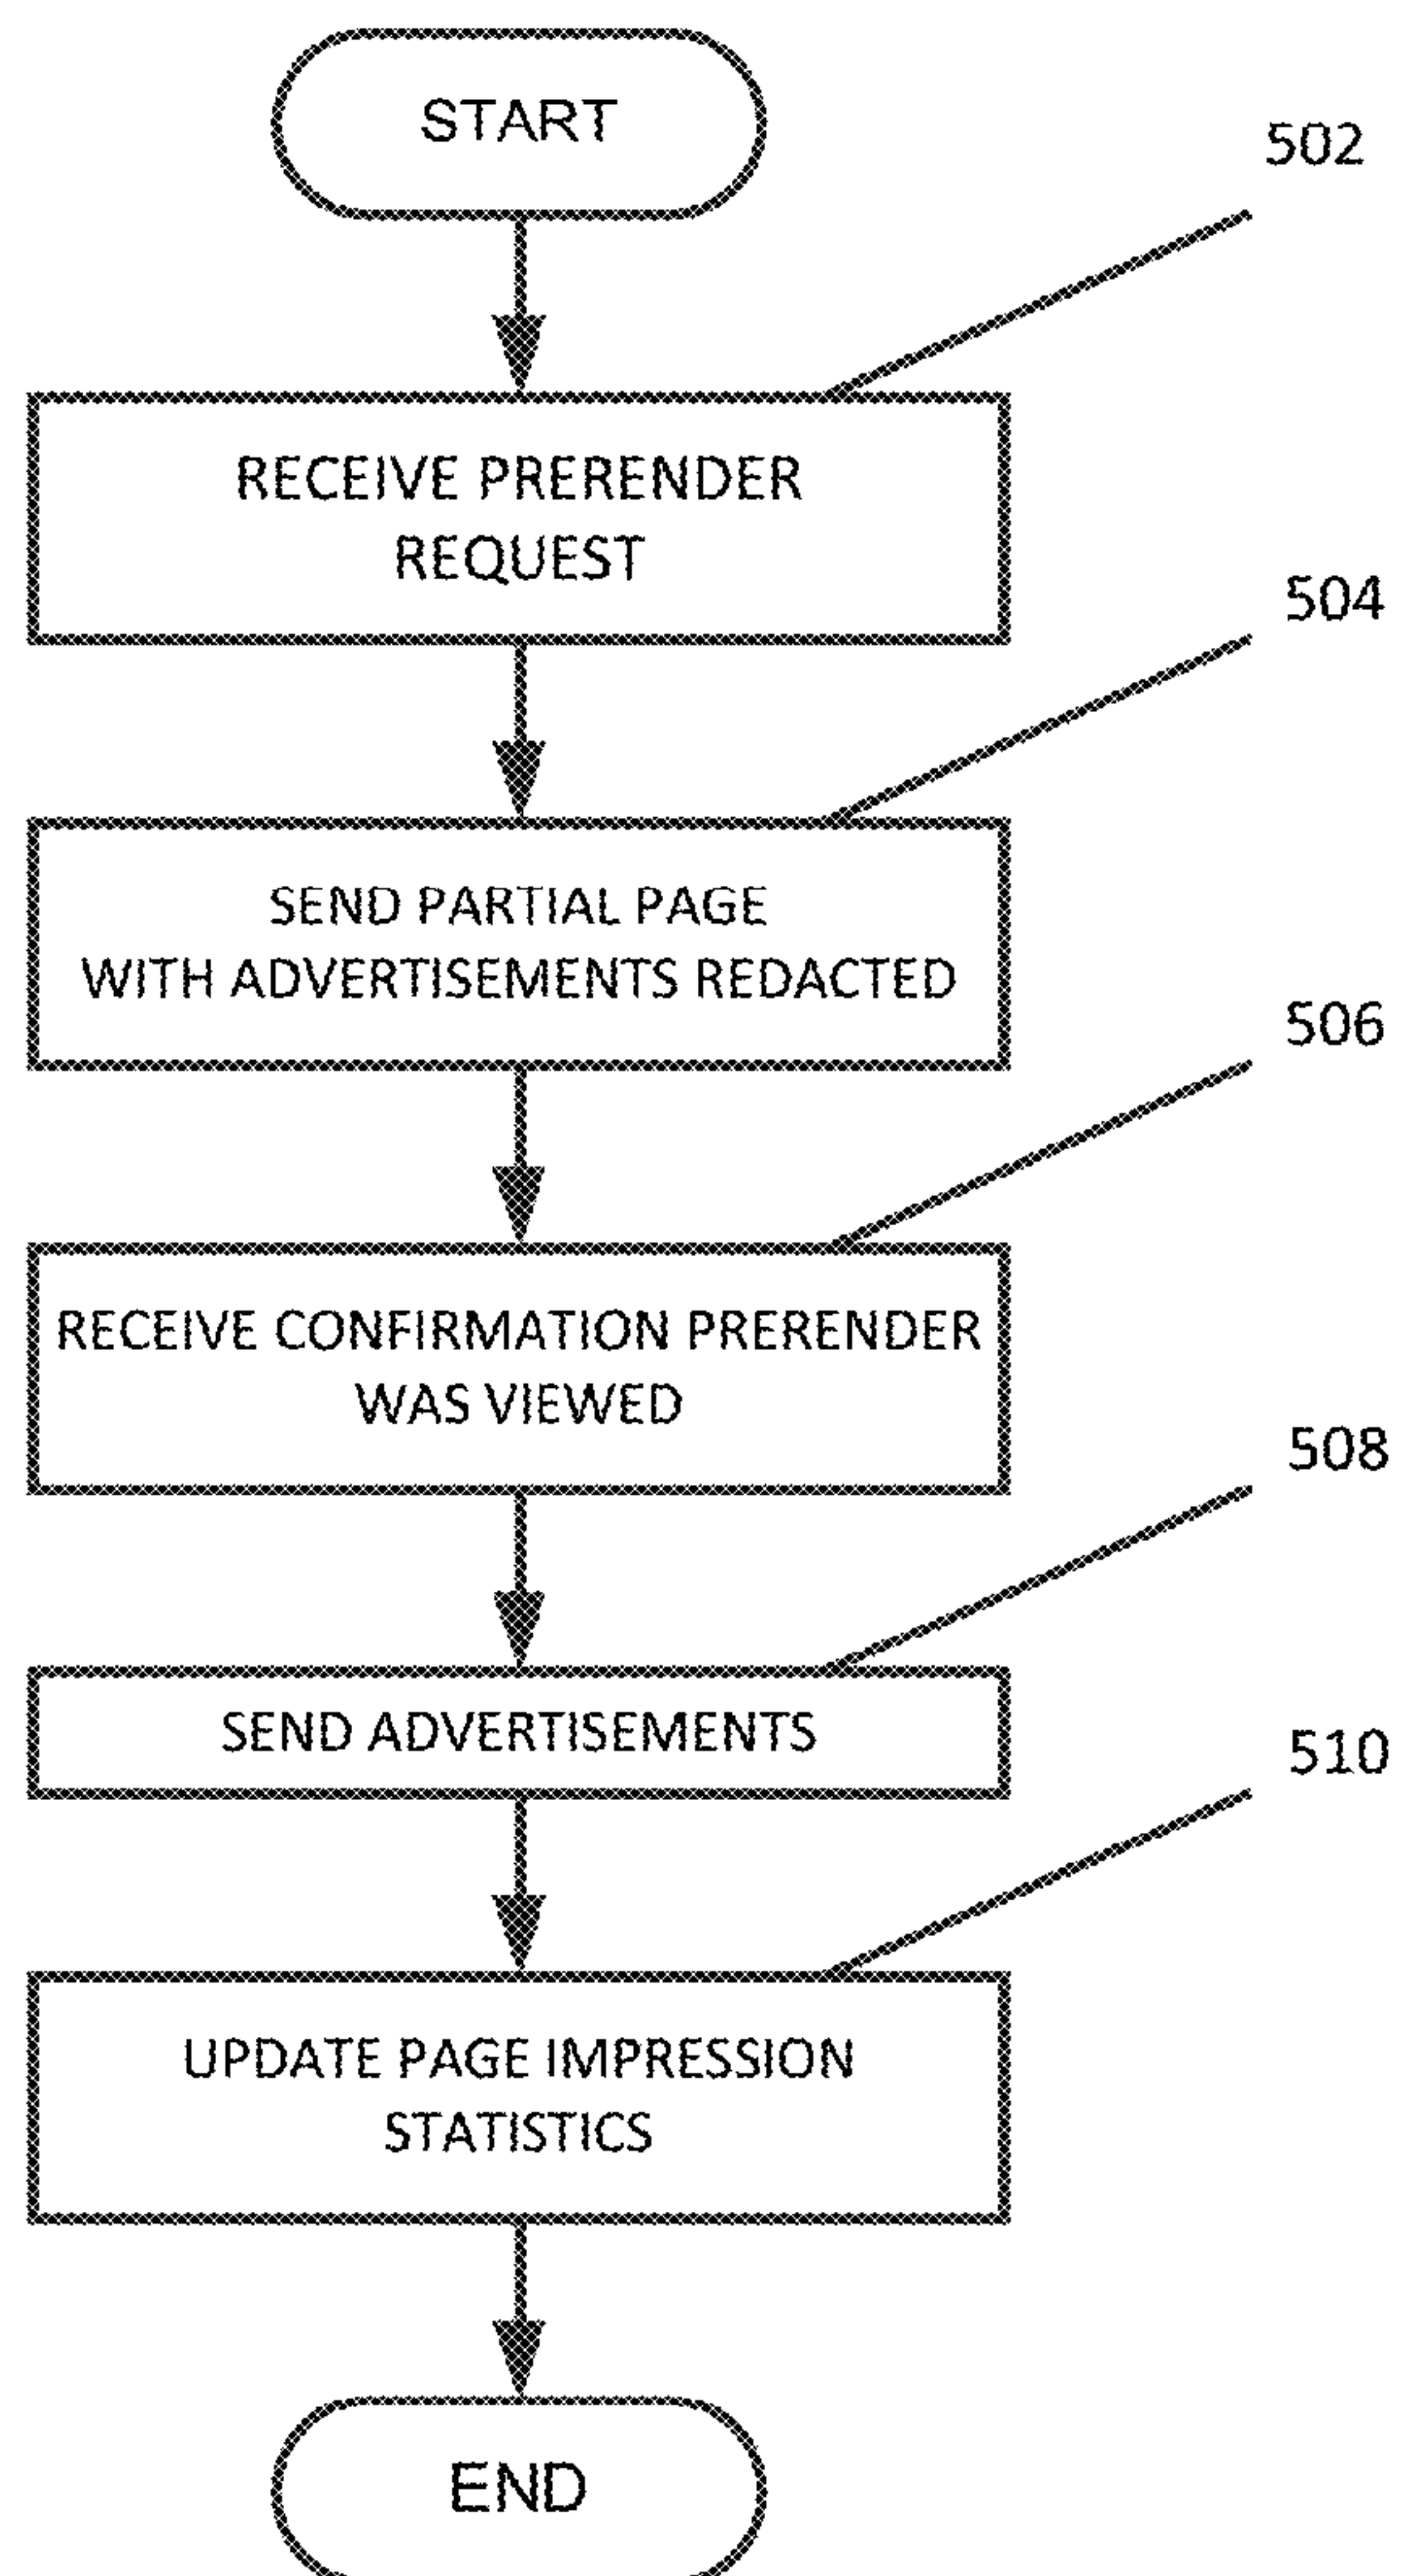 START
502
RECEIVE PRERENDER
REQUEST
504
SEND PARTIAL PAGE
WITH ADVERTISEMENTS REDACTED
506
RECEIVE CONFIRMATION PRERENDER
WAS VIEWED
508
SEND ADVERTISEMENTS
510
UPDATE PAGE IMPRESSION
STATISTICS
END